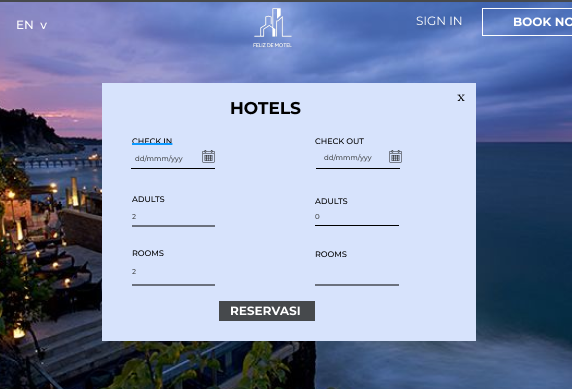 EN v
FELIZ DE MOTEL
SIGN IN
BOOK NO
x
HOTELS
CHECK IN
CHECK OUT
dd/mmm/yyy
dd/mmm/yyy
ADULTS
ADULTS
2
0
ROOMS
ROOMS
2
RESERVASI